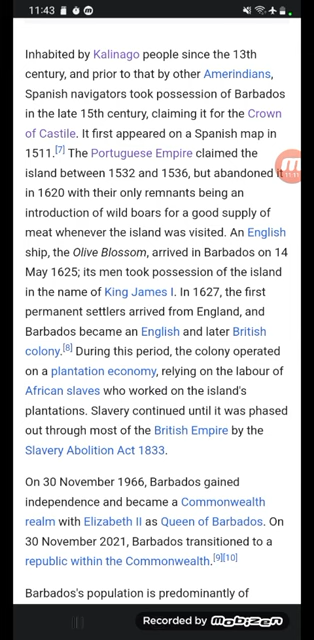 11:43
Inhabited by Kalinago people since the 13th
century, and prior to that by other Amerindians,
Spanish navigators took possession of Barbados
in the late 15th century, claiming it for the Crown
of Castile. It first appeared on a Spanish map in
1511.[7] The Portuguese Empire claimed the
island between 1532 and 1536, but abandoned it
in 1620 with their only remnants being an
introduction of wild boars for a good supply of
meat whenever the island was visited. An English
ship, the Olive Blossom, arrived in Barbados on 14
May 1625; its men took possession of the island
in the name of King James I. In 1627, the first
permanent settlers arrived from England, and
Barbados became an English and later British
colony.[8] During this period, the colony operated
on a plantation economy, relying on the labour of
African slaves who worked on the island's
plantations. Slavery continued until it was phased
out through most of the British Empire by the
Slavery Abolition Act 1833.
On 30 November 1966, Barbados gained
independence and became a Commonwealth
realm with Elizabeth II as Queen of Barbados. On
30 November 2021, Barbados transitioned to a
republic within the Commonwealth.[9][10]
Barbados's population is predominantly of
Recorded by mobizen